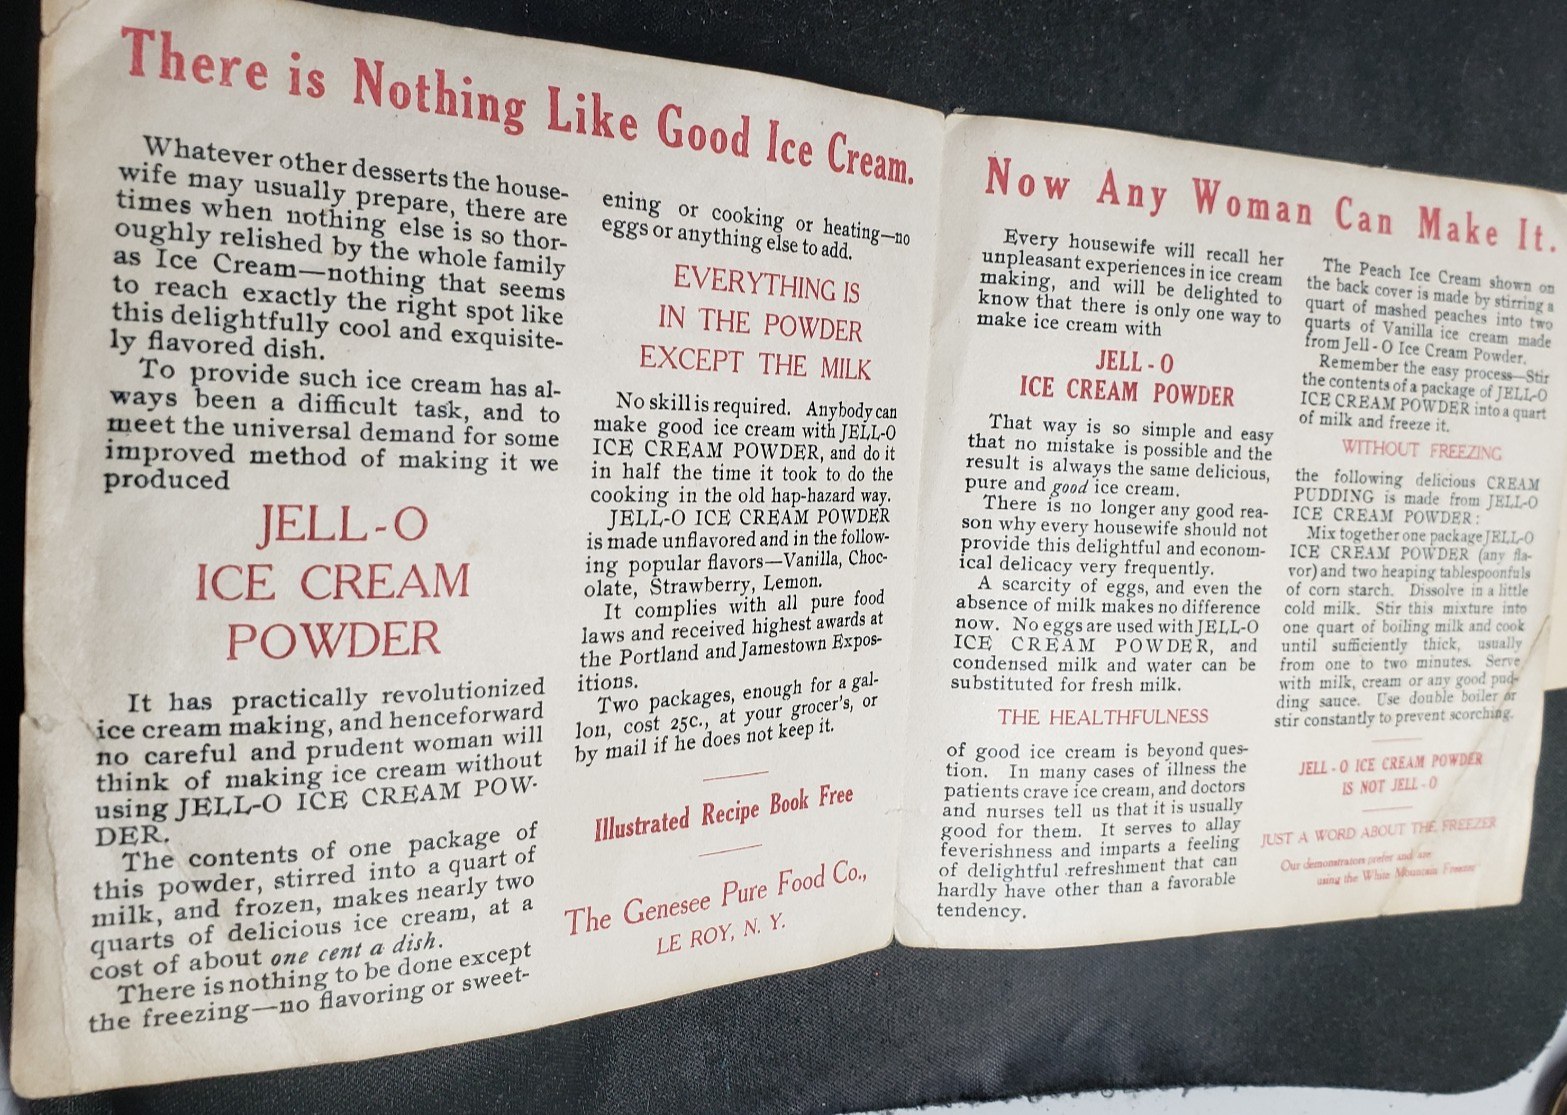 There is Nothing Like Good Ice Cream.
Whatever other desserts the house-
wife may usually prepare, there are
times when nothing else is so thor-
oughly relished by the whole family
as Ice Cream—nothing that seems
to reach exactly the right spot like
this delightfully cool and exquisite-
ly flavored dish.
To provide such ice cream has al-
ways been a difficult task, and to
meet the universal demand for some
improved method of making it we
produced
JELL-O
ICE CREAM
POWDER
It has practically revolutionized
ice cream making, and henceforward
no careful and prudent woman will
think of making ice cream without
using JELL-O ICE CREAM POW-
DER.
The contents of one package of
this powder, stirred into a quart of
milk, and frozen, makes nearly two
quarts of delicious ice cream, at a
cost of about one cent a dish.
There is nothing to be done except
the freezing—no flavoring or sweet-
ening or cooking or heating—no
eggs or anything else to add.
EVERYTHING IS
IN THE POWDER
EXCEPT THE MILK
No skill is required. Anybody can
make good ice cream with JELL-O
ICE CREAM POWDER, and do it
in half the time it took to do the
cooking in the old hap-hazard way.
JELL-O ICE CREAM POWDER
is made unflavored and in the follow-
ing popular flavors—Vanilla, Choc-
olate, Strawberry, Lemon.
It complies with all pure food
laws and received highest awards at
the Portland and Jamestown Expos-
itions.
Two packages, enough for a gal-
lon, cost 25c., at your grocer's, or
by mail if he does not keep it.
Illustrated Recipe Book Free
The Genesee Pure Food Co.,
LE ROY, N. Y.
Now Any Woman Can Make It.
Every housewife will recall her
unpleasant experiences in ice cream
making, and will be delighted to
know that there is only one way to
make ice cream with
JELL-O
ICE CREAM POWDER
That way is so simple and easy
that no mistake is possible and the
result is always the same delicious,
pure and good ice cream.
There is no longer any good rea-
son why every housewife should not
provide this delightful and econom-
ical delicacy very frequently.
A scarcity of eggs, and even the
absence of milk makes no difference
now. No eggs are used with JELL-O
ICE CREAM POWDER, and
condensed milk and water can be
substituted for fresh milk.
THE HEALTHFULNESS
of good ice cream is beyond ques-
tion. In many cases of illness the
patients crave ice cream, and doctors
and nurses tell us that it is usually
good for them. It serves to allay
feverishness and imparts a feeling
of delightful refreshment that can
hardly have other than a favorable
tendency.
The Peach Ice Cream shown on
the back cover is made by stirring a
quart of mashed peaches into two
quarts of Vanilla ice cream made
from Jell-O Ice Cream Powder.
Remember the easy process—Stir
the contents of a package of JELL-O
ICE CREAM POWDER into a quart
of milk and freeze it.
WITHOUT FREEZING
the following delicious CREAM
PUDDING is made from JELL-O
ICE CREAM POWDER:
Mix together one package JELL-O
ICE CREAM POWDER (any fla-
vor) and two heaping tablespoonfuls
of corn starch. Dissolve in a little
cold milk. Stir this mixture into
one quart of boiling milk and cook
until sufficiently thick, usually
from one to two minutes. Serve
with milk, cream or any good pud-
ding sauce. Use double boiler or
stir constantly to prevent scorching.
JELL-O ICE CREAM POWDER
IS NOT JELL-O
JUST A WORD ABOUT THE FREEZER
Our demonstrators prefer and are
using the White Mountain Freezer